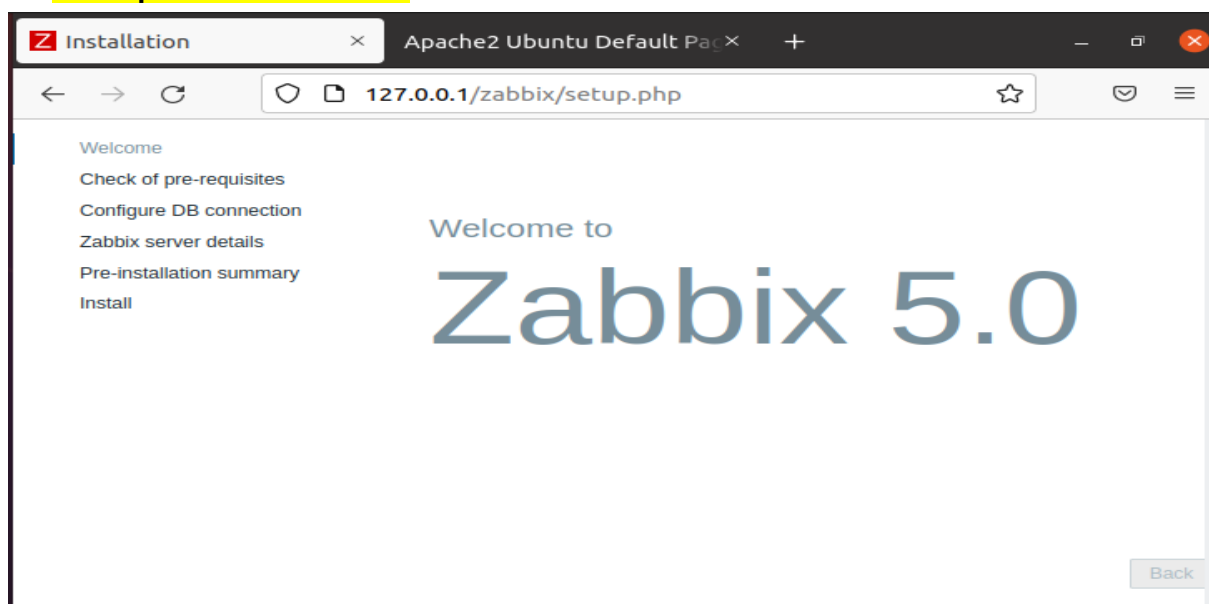 Z Installation × Apache2 Ubuntu Default Pag × +
127.0.0.1/zabbix/setup.php
Welcome
Check of pre-requisites
Configure DB connection
Zabbix server details
Pre-installation summary
Install
Welcome to
Zabbix 5.0
Back